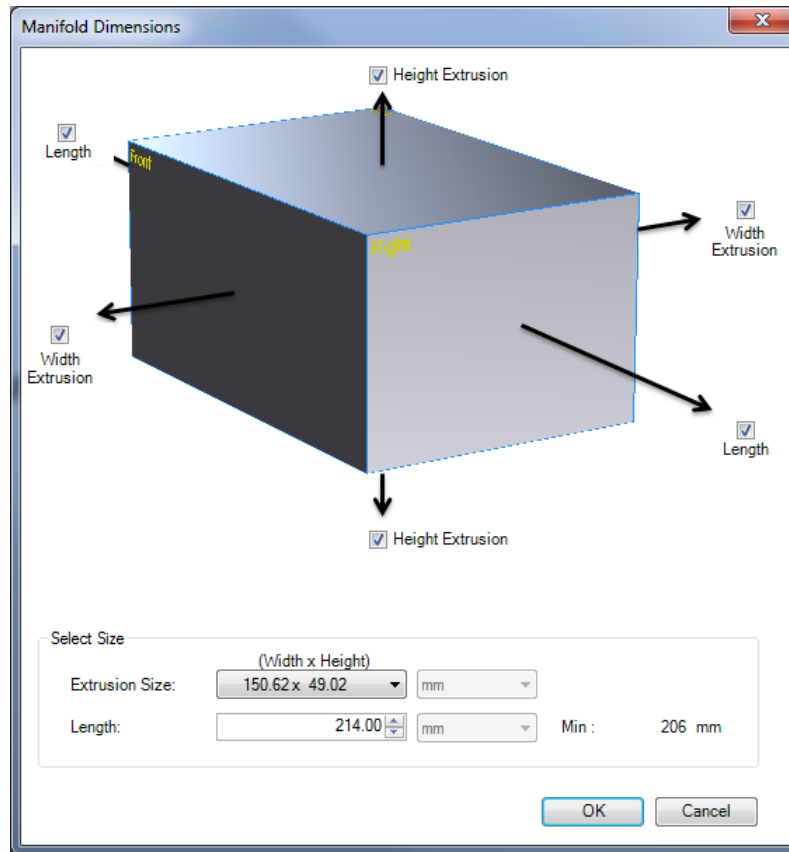 Manifold Dimensions
Height Extrusion
Length
Front
Right
Width
Extrusion
Width
Extrusion
Length
Height Extrusion
Select Size
(Width x Height)
Extrusion Size: 150.62 x 49.02 mm
Length: 214.00 mm Min : 206 mm
OK Cancel